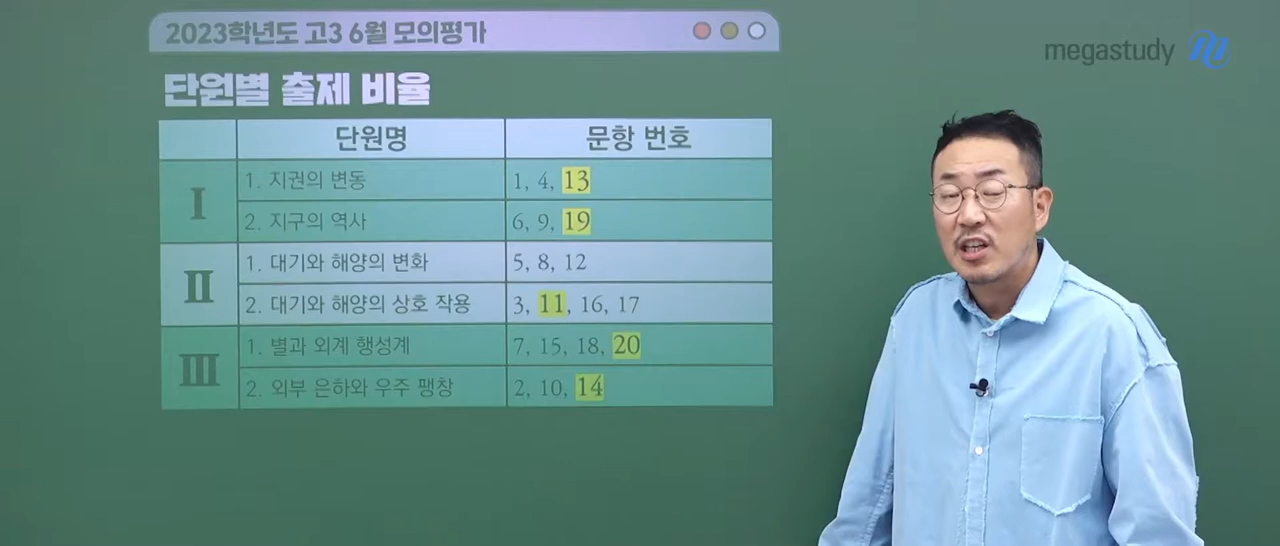 2023학년도 고3 6월 모의평가
megastudy
단원별 출제 비율
단원명 문항 번호
I 1. 지권의 변동 1, 4, 13
2. 지구의 역사 6, 9, 19
II 1. 대기와 해양의 변화 5, 8, 12
2. 대기와 해양의 상호 작용 3, 11, 16, 17
III 1. 별과 외계 행성계 7, 15, 18, 20
2. 외부 은하와 우주 팽창 2, 10, 14